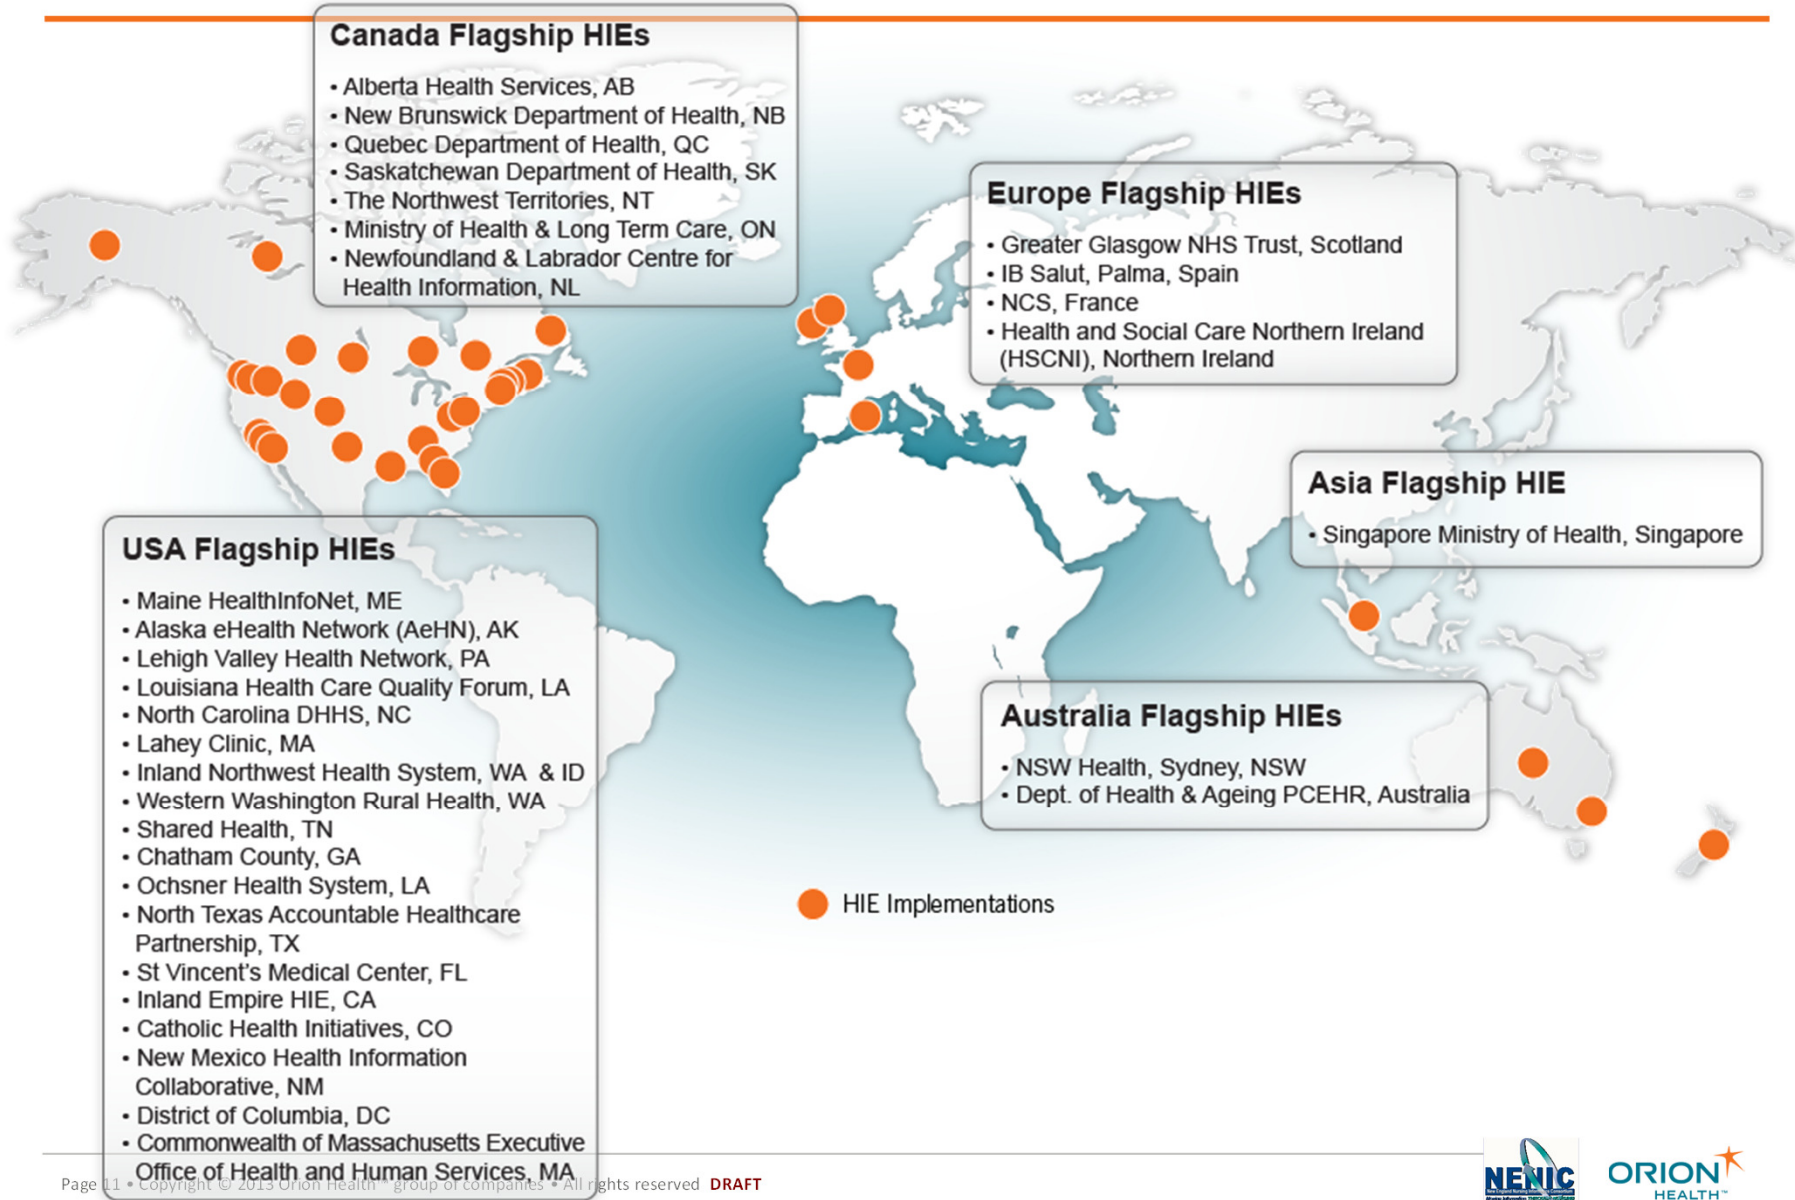 Canada Flagship HIEs
• Alberta Health Services, AB
• New Brunswick Department of Health, NB
• Quebec Department of Health, QC
• Saskatchewan Department of Health, SK
• The Northwest Territories, NT
• Ministry of Health & Long Term Care, ON
• Newfoundland & Labrador Centre for
Health Information, NL
Europe Flagship HIEs
• Greater Glasgow NHS Trust, Scotland
• IB Salut, Palma, Spain
• NCS, France
• Health and Social Care Northern Ireland
(HSCNI), Northern Ireland
Asia Flagship HIE
• Singapore Ministry of Health, Singapore
USA Flagship HIEs
• Maine HealthInfoNet, ME
• Alaska eHealth Network (AeHN), AK
• Lehigh Valley Health Network, PA
• Louisiana Health Care Quality Forum, LA
• North Carolina DHHS, NC
• Lahey Clinic, MA
• Inland Northwest Health System, WA & ID
• Western Washington Rural Health, WA
• Shared Health, TN
• Chatham County, GA
• Ochsner Health System, LA
• North Texas Accountable Healthcare
Partnership, TX
• St Vincent's Medical Center, FL
• Inland Empire HIE, CA
• Catholic Health Initiatives, CO
• New Mexico Health Information
Collaborative, NM
• District of Columbia, DC
• Commonwealth of Massachusetts Executive
Office of Health and Human Services, MA
Australia Flagship HIEs
• NSW Health, Sydney, NSW
• Dept. of Health & Ageing PCEHR, Australia
HIE Implementations
Page 11 • Copyright © 2013 Orion Health™ group of companies • All rights reserved DRAFT
NENIC
New England Nursing Informatics Consortium
ORION
HEALTH™